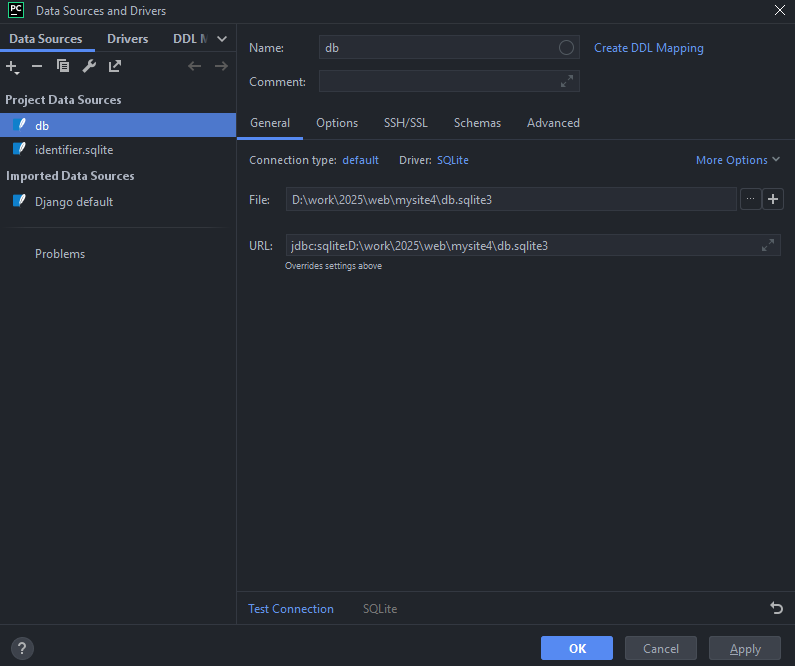 PC Data Sources and Drivers
Data Sources Drivers DDL M
Project Data Sources
db
identifier.sqlite
Imported Data Sources
Django default
Problems
Name: db Create DDL Mapping
Comment:
General Options SSH/SSL Schemas Advanced
Connection type: default Driver: SQLite More Options
File: D:\work\2025\web\mysite4\db.sqlite3 ...
URL: jdbc:sqlite:D:\work\2025\web\mysite4\db.sqlite3
Overrides settings above
Test Connection SQLite
? OK Cancel Apply